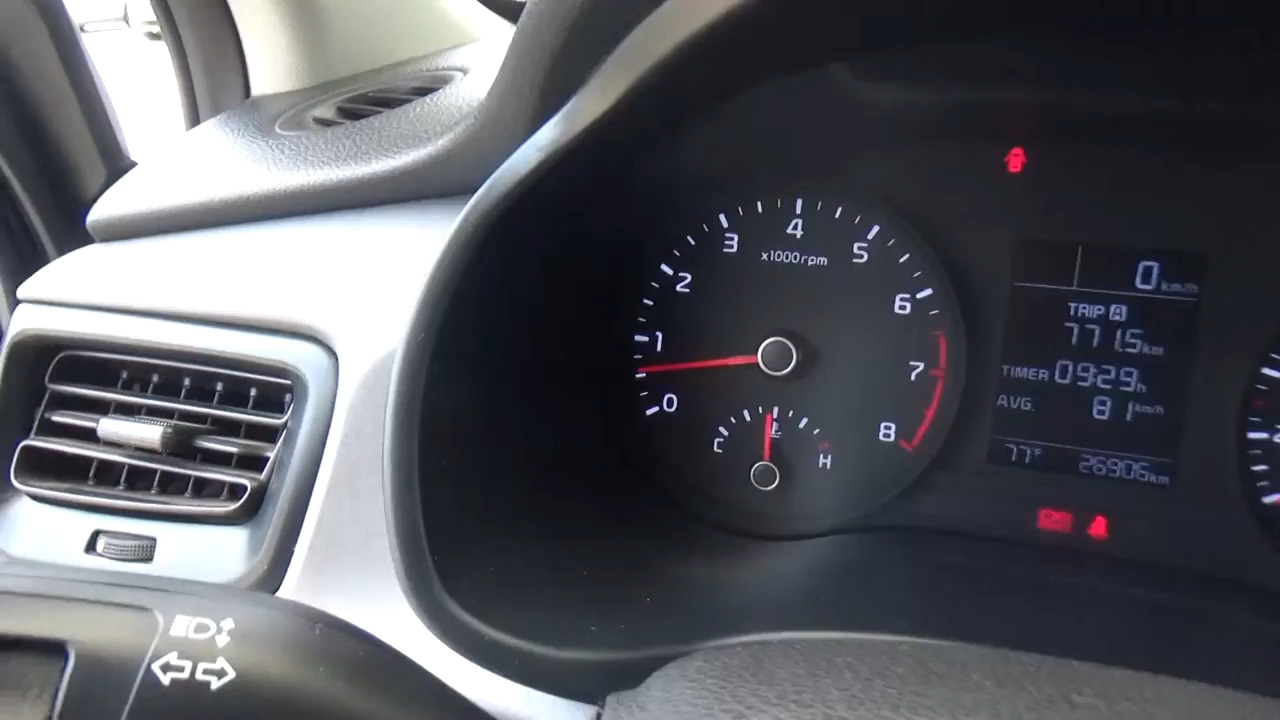 0
1
2
3
4
5
6
7
8
x1000rpm
C
H
0 km/h
TRIP A
771.5 km
TIMER 09:29 h
AVG. 81 km/h
77°F 26906 km